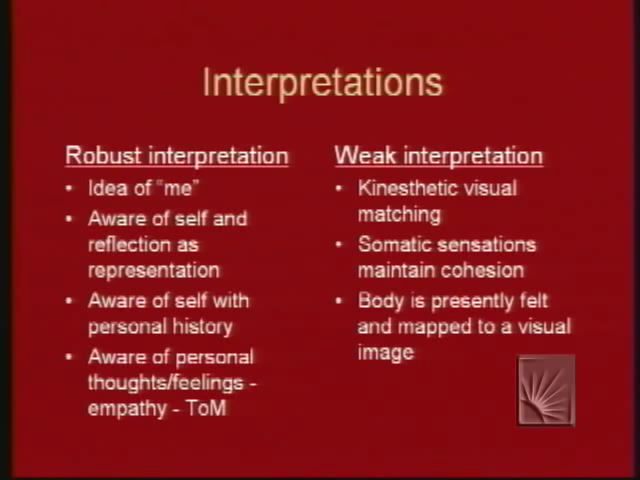 Interpretations
Robust interpretation
• Idea of "me"
• Aware of self and
reflection as
representation
• Aware of self with
personal history
• Aware of personal
thoughts/feelings -
empathy - ToM
Weak interpretation
• Kinesthetic visual
matching
• Somatic sensations
maintain cohesion
• Body is presently felt
and mapped to a visual
image